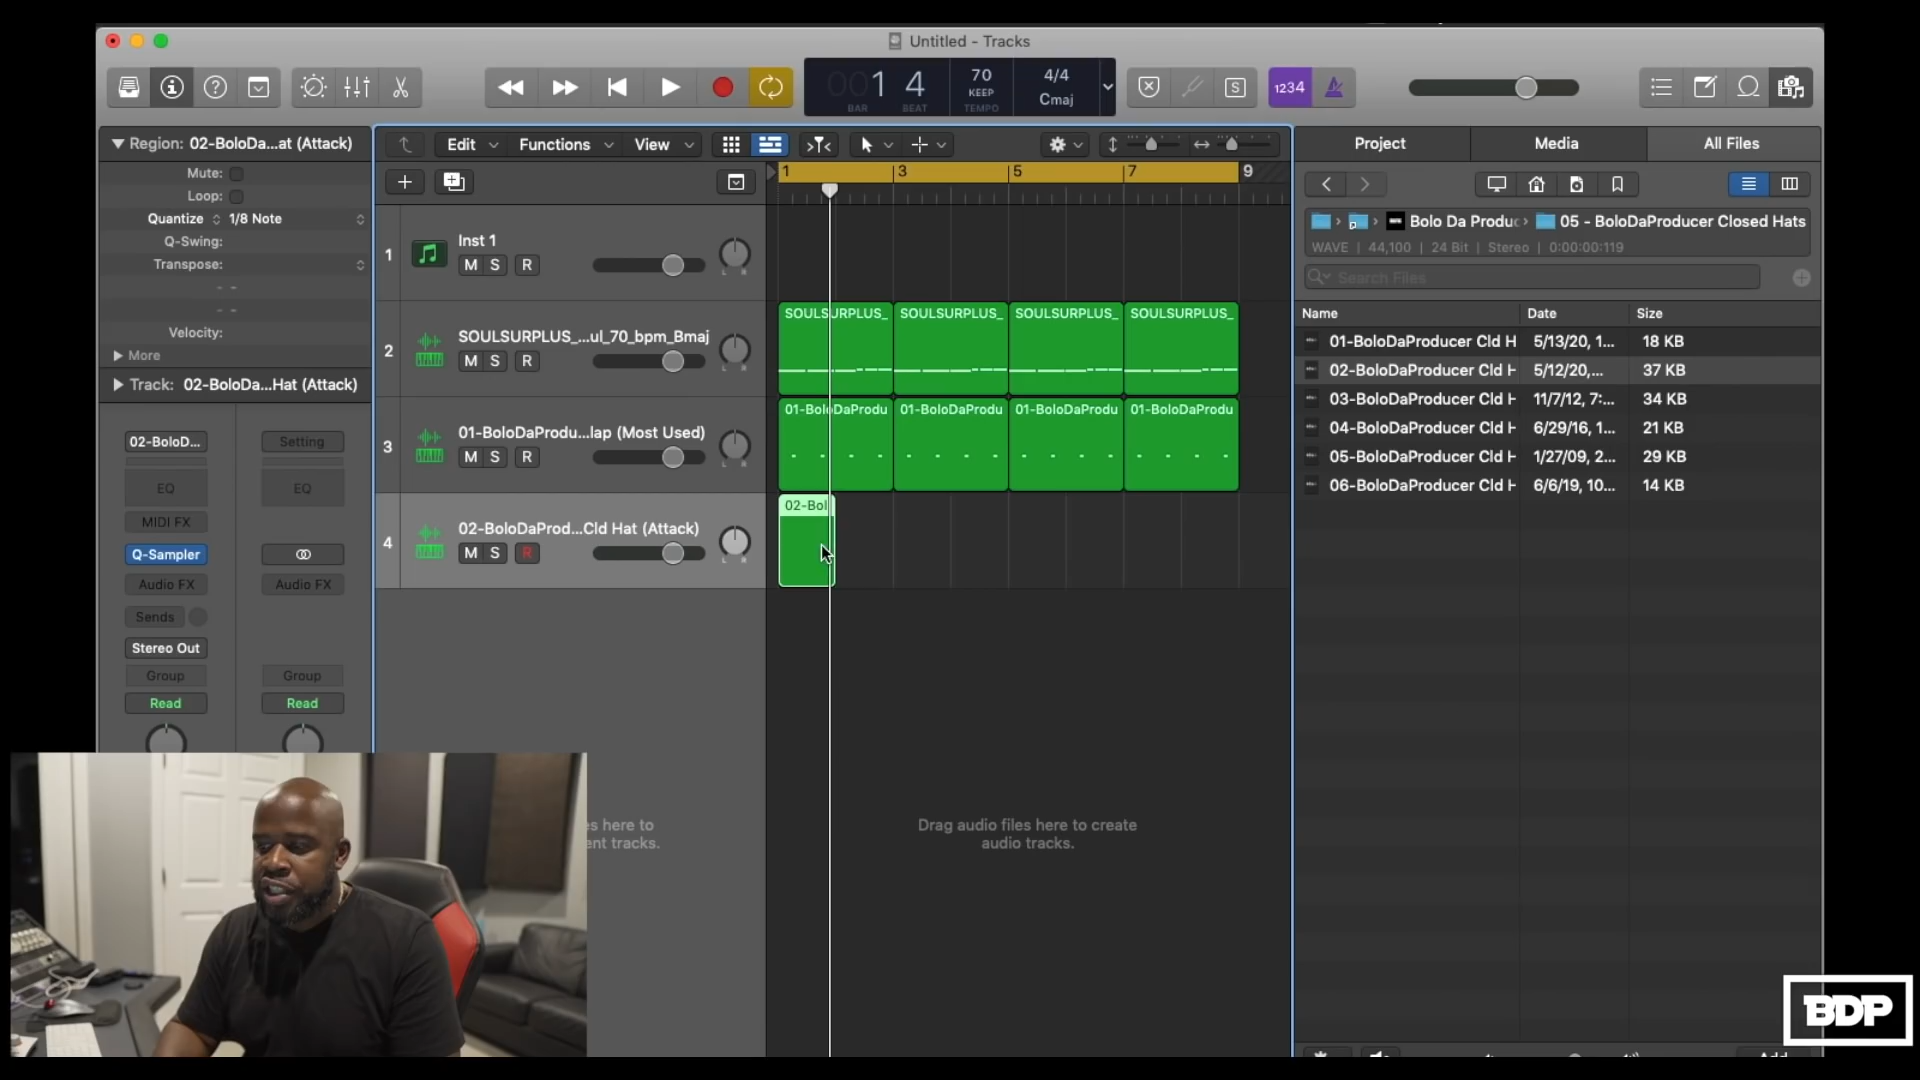 Untitled - Tracks
1234
1 4
BAR BEAT
70
KEEP
TEMPO
4/4
Cmaj
S
Region: 02-BoloDa...at (Attack)
Mute:
Loop:
Quantize 1/8 Note
Q-Swing:
Transpose:
- -
- -
Velocity:
More
Track: 02-BoloDa...Hat (Attack)
02-BoloD... Setting
EQ EQ
MIDI FX
Q-Sampler
Audio FX Audio FX
Sends
Stereo Out
Group Group
Read Read
Edit Functions View
1 3 5 7 9
1 Inst 1
M S R
L R
2 SOULSURPLUS_...ul_70_bpm_Bmaj
M S R
L R
SOULSURPLUS_ SOULSURPLUS_ SOULSURPLUS_ SOULSURPLUS_
3 01-BoloDaProdu...lap (Most Used)
M S R
L R
01-BoloDaProdu 01-BoloDaProdu 01-BoloDaProdu 01-BoloDaProdu
4 02-BoloDaProd...Cld Hat (Attack)
M S R
L R
02-Bol
es here to
ent tracks.
Drag audio files here to create
audio tracks.
Project Media All Files
Bolo Da Produc 05 - BoloDaProducer Closed Hats
WAVE | 44,100 | 24 Bit | Stereo | 0:00:00:119
Search Files
Name Date Size
01-BoloDaProducer Cld H 5/13/20, 1... 18 KB
02-BoloDaProducer Cld H 5/12/20,... 37 KB
03-BoloDaProducer Cld H 11/7/12, 7:... 34 KB
04-BoloDaProducer Cld H 6/29/16, 1... 21 KB
05-BoloDaProducer Cld H 1/27/09, 2... 29 KB
06-BoloDaProducer Cld H 6/6/19, 10... 14 KB
BDP